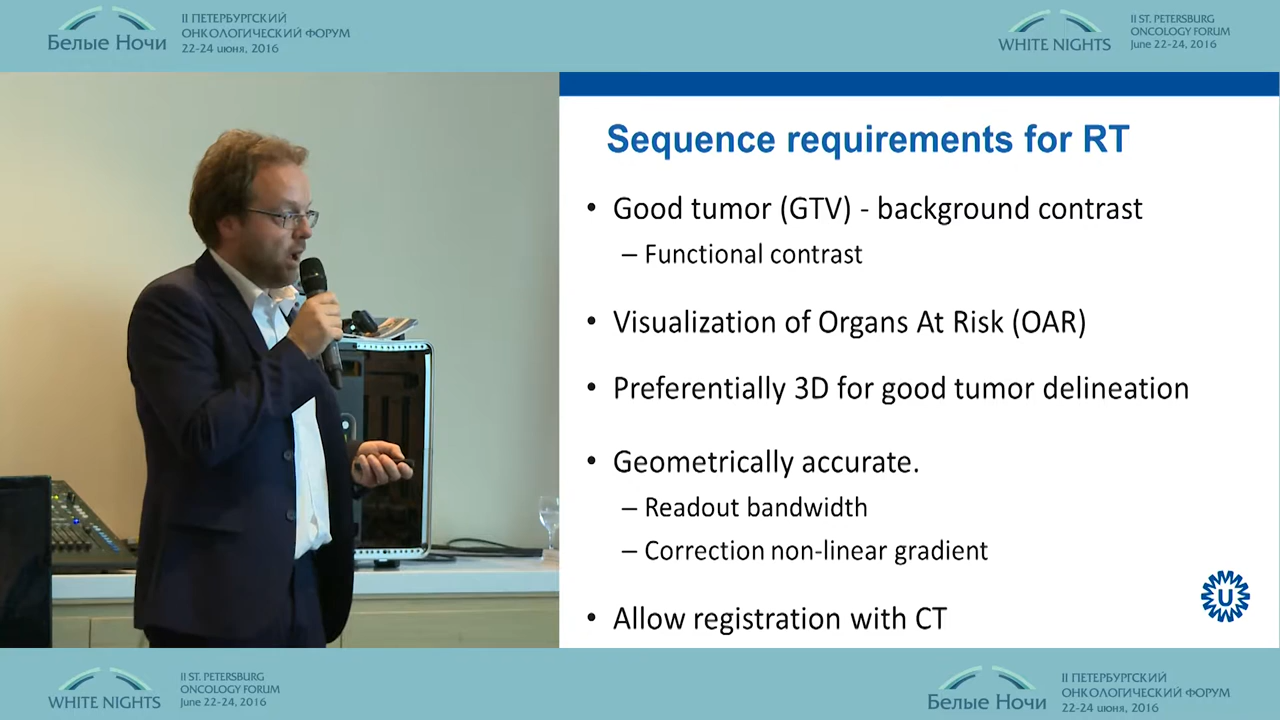 Белые Ночи
II ПЕТЕРБУРГСКИЙ
ОНКОЛОГИЧЕСКИЙ ФОРУМ
22-24 июня, 2016
WHITE NIGHTS
II ST. PETERSBURG
ONCOLOGY FORUM
June 22-24, 2016
Sequence requirements for RT
• Good tumor (GTV) - background contrast
– Functional contrast
• Visualization of Organs At Risk (OAR)
• Preferentially 3D for good tumor delineation
• Geometrically accurate.
– Readout bandwidth
– Correction non-linear gradient
• Allow registration with CT
U
WHITE NIGHTS
II ST. PETERSBURG
ONCOLOGY FORUM
June 22-24, 2016
Белые Ночи
II ПЕТЕРБУРГСКИЙ
ОНКОЛОГИЧЕСКИЙ ФОРУМ
22-24 июня, 2016